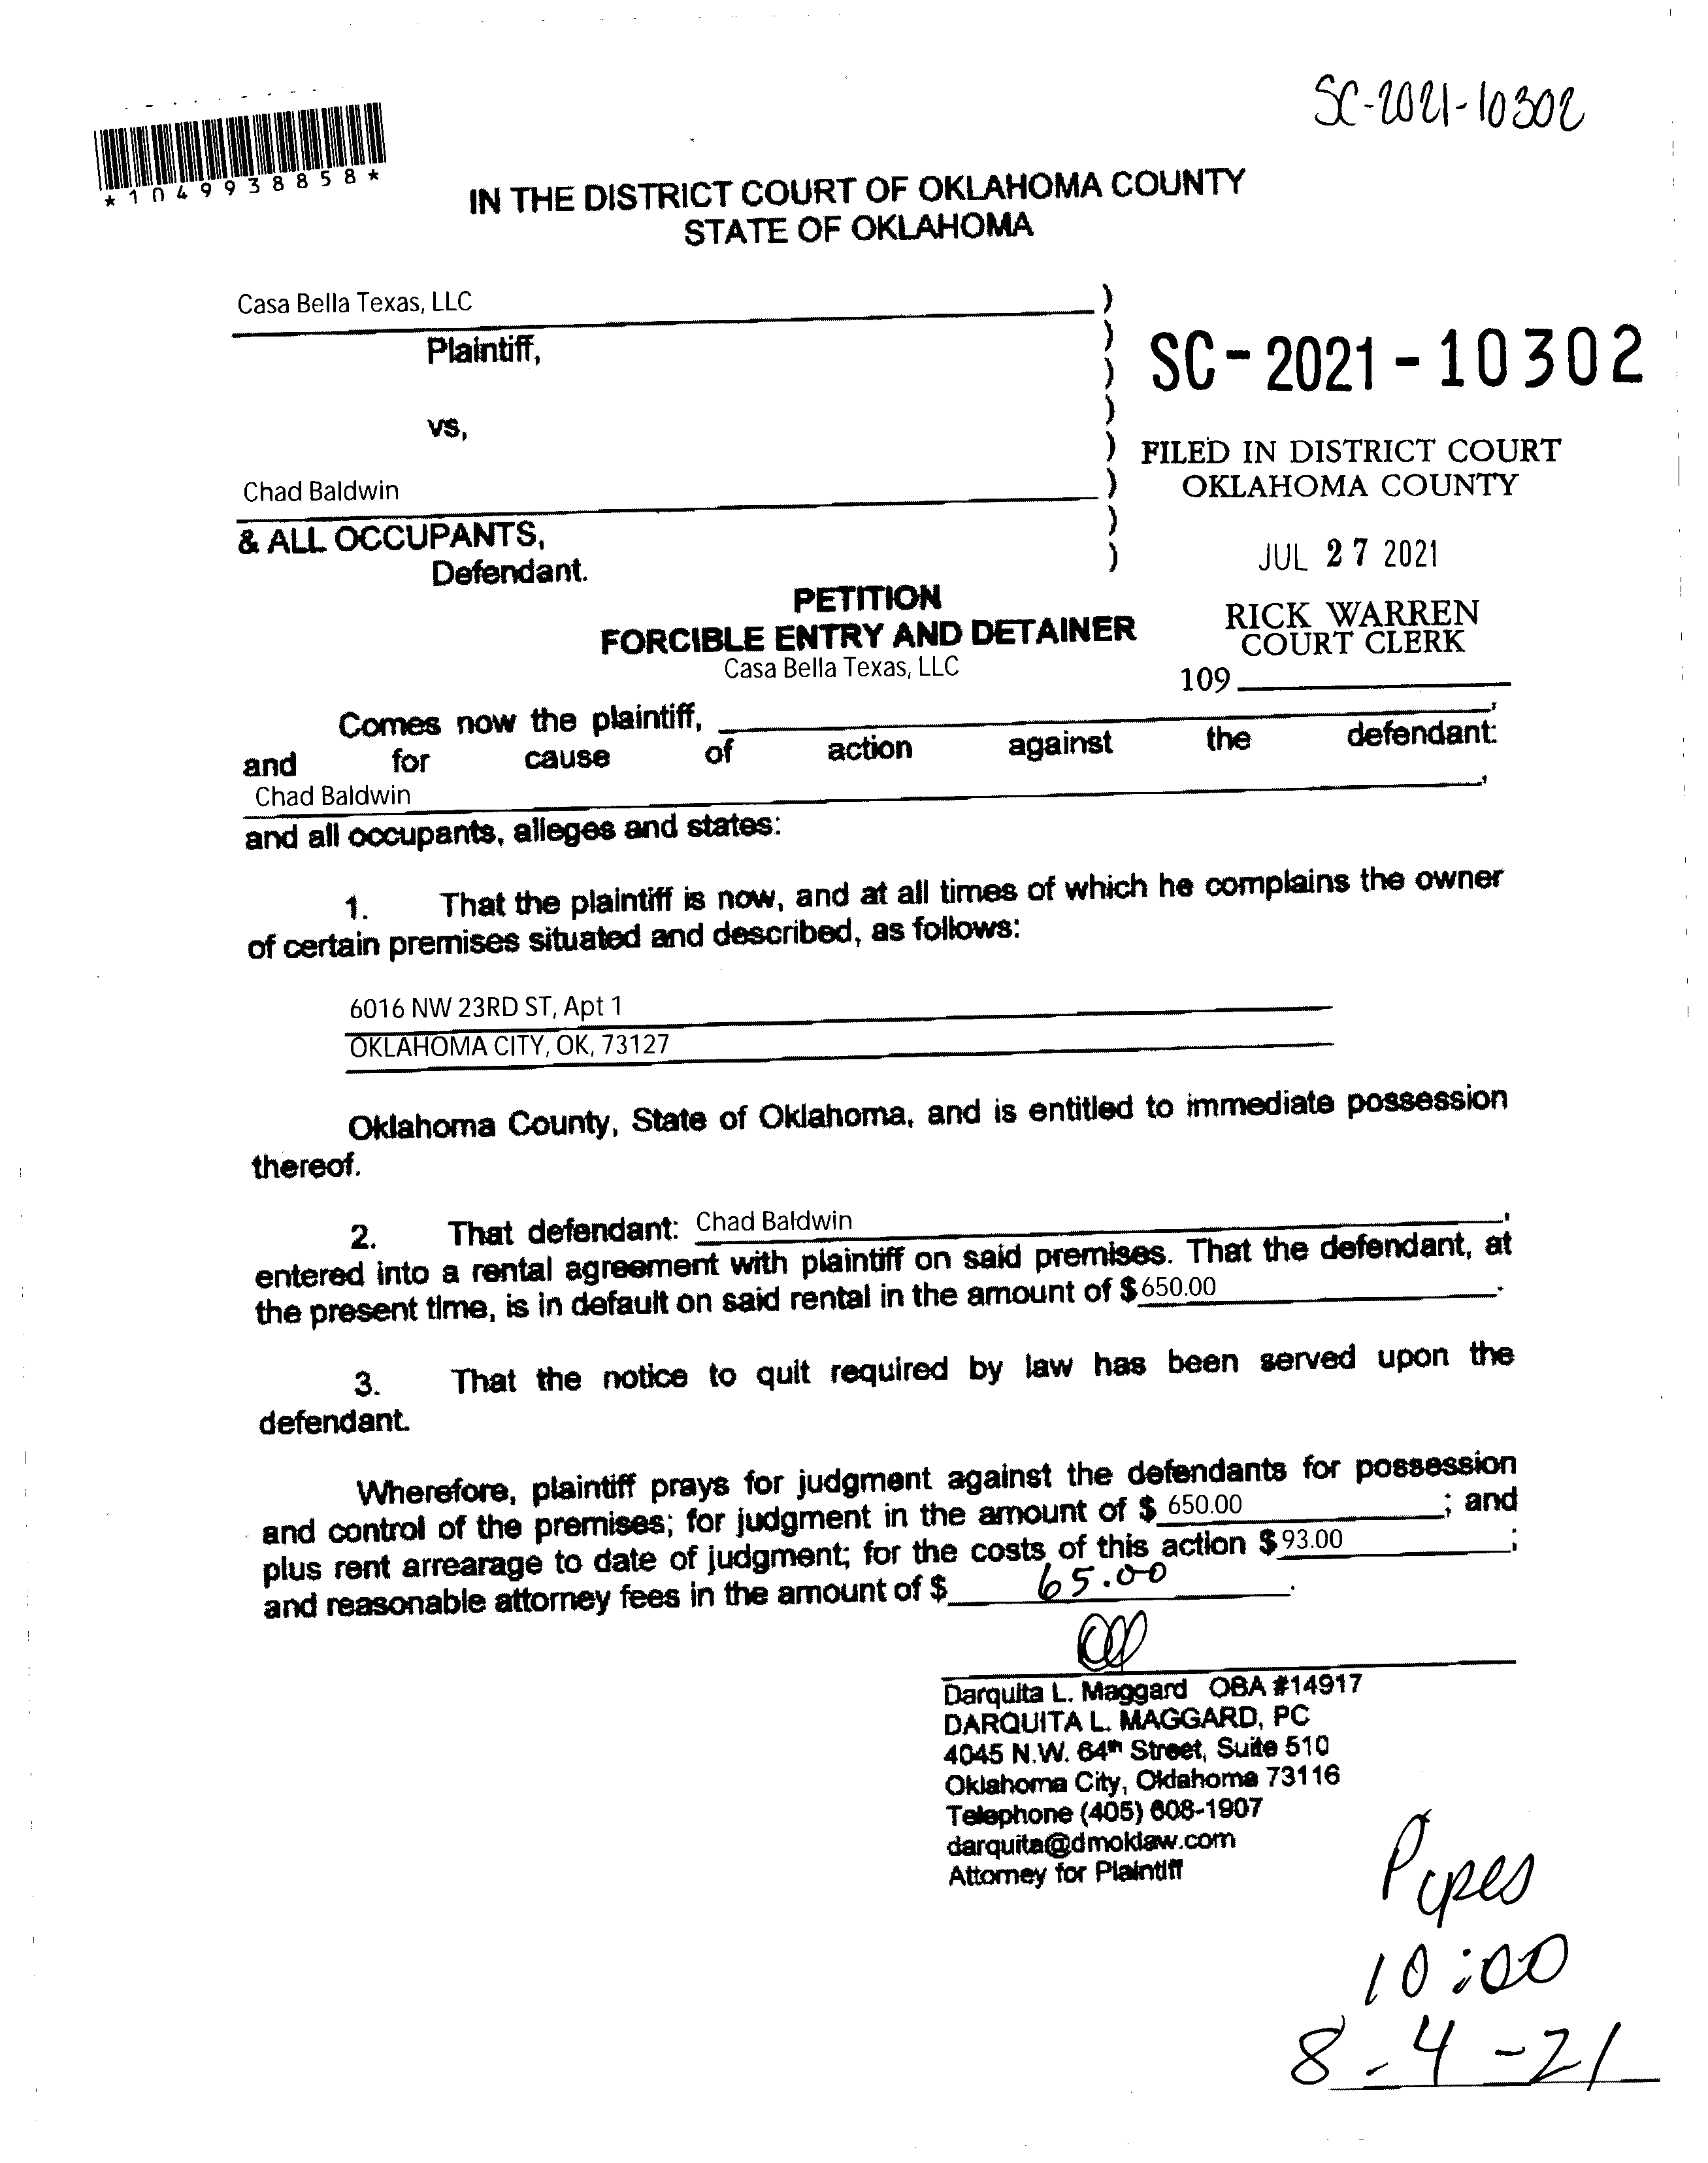 SC-2021-10302
*1049938858*
IN THE DISTRICT COURT OF OKLAHOMA COUNTY
STATE OF OKLAHOMA
Casa Bella Texas, LLC )
Plaintiff, )
)
SC-2021-10302
vs, )
) FILED IN DISTRICT COURT
Chad Baldwin ) OKLAHOMA COUNTY
& ALL OCCUPANTS, )
Defendant. ) JUL 27 2021
PETITION
FORCIBLE ENTRY AND DETAINER
RICK WARREN
COURT CLERK
Casa Bella Texas, LLC
109
Comes now the plaintiff, ,
and for cause of action against the defendant:
Chad Baldwin ,
and all occupants, alleges and states:
1. That the plaintiff is now, and at all times of which he complains the owner
of certain premises situated and described, as follows:
6016 NW 23RD ST, Apt 1
OKLAHOMA CITY, OK, 73127
Oklahoma County, State of Oklahoma, and is entitled to immediate possession
thereof.
2. That defendant: Chad Baldwin ,
entered into a rental agreement with plaintiff on said premises. That the defendant, at
the present time, is in default on said rental in the amount of $650.00 .
3. That the notice to quit required by law has been served upon the
defendant.
Wherefore, plaintiff prays for judgment against the defendants for possession
and control of the premises; for judgment in the amount of $ 650.00 ; and
plus rent arrearage to date of judgment; for the costs of this action $93.00 ;
and reasonable attorney fees in the amount of $ 65.00 .
Darquita L. Maggard OBA #14917
DARQUITA L. MAGGARD, PC
4045 N.W. 64th Street, Suite 510
Oklahoma City, Oklahoma 73116
Telephone (405) 608-1907
darquita@dmoklaw.com
Attorney for Plaintiff
Pipes
10:00
8-4-21